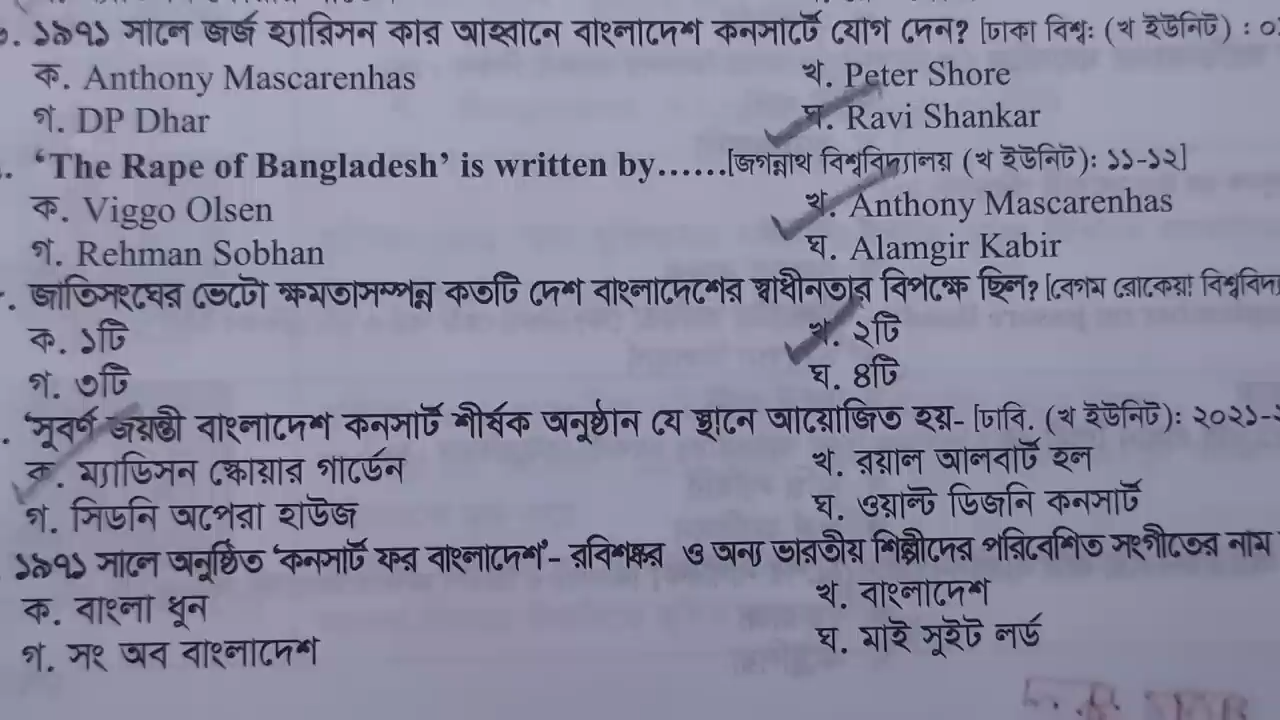 . ১৯৭১ সালে জর্জ হ্যারিসন কার আহ্বানে বাংলাদেশ কনসার্টে যোগ দেন? [ঢাকা বিশ্ব: (খ ইউনিট) : ০
ক. Anthony Mascarenhas খ. Peter Shore
গ. DP Dhar ঘ. Ravi Shankar
. ‘The Rape of Bangladesh’ is written by......[জগন্নাথ বিশ্ববিদ্যালয় (খ ইউনিট): ১১-১২]
ক. Viggo Olsen খ. Anthony Mascarenhas
গ. Rehman Sobhan ঘ. Alamgir Kabir
. জাতিসংঘের ভেটো ক্ষমতাসম্পন্ন কতটি দেশ বাংলাদেশের স্বাধীনতার বিপক্ষে ছিল? [বেগম রোকেয়া
ক. ১টি খ. ২টি
গ. ৩টি ঘ. ৪টি
. ‘সুবর্ণ জয়ন্তী বাংলাদেশ কনসার্ট শীর্ষক অনুষ্ঠান যে স্থানে আয়োজিত হয়- [ঢাবি. (খ ইউনিট): ২০২১-
ক. ম্যাডিসন স্কোয়ার গার্ডেন খ. রয়াল আলবার্ট হল
গ. সিডনি অপেরা হাউজ ঘ. ওয়াল্ট ডিজনি কনসার্ট
১৯৭১ সালে অনুষ্ঠিত ‘কনসার্ট ফর বাংলাদেশ’- রবিশঙ্কর ও অন্য ভারতীয় শিল্পীদের পরিবেশিত সংগীতের নাম
ক. বাংলা ধুন খ. বাংলাদেশ
গ. সং অব বাংলাদেশ ঘ. মাই সুইট লর্ড